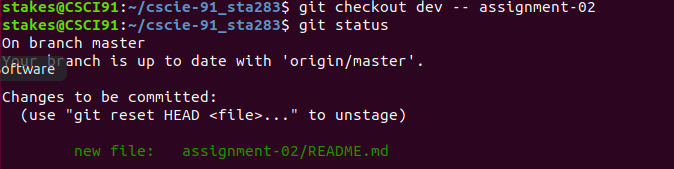 stakes@CSCI91:~/cscie-91_sta283$ git checkout dev -- assignment-02
stakes@CSCI91:~/cscie-91_sta283$ git status
On branch master
Your branch is up to date with 'origin/master'.
oftware
Changes to be committed:
  (use "git reset HEAD <file>..." to unstage)
        new file:   assignment-02/README.md